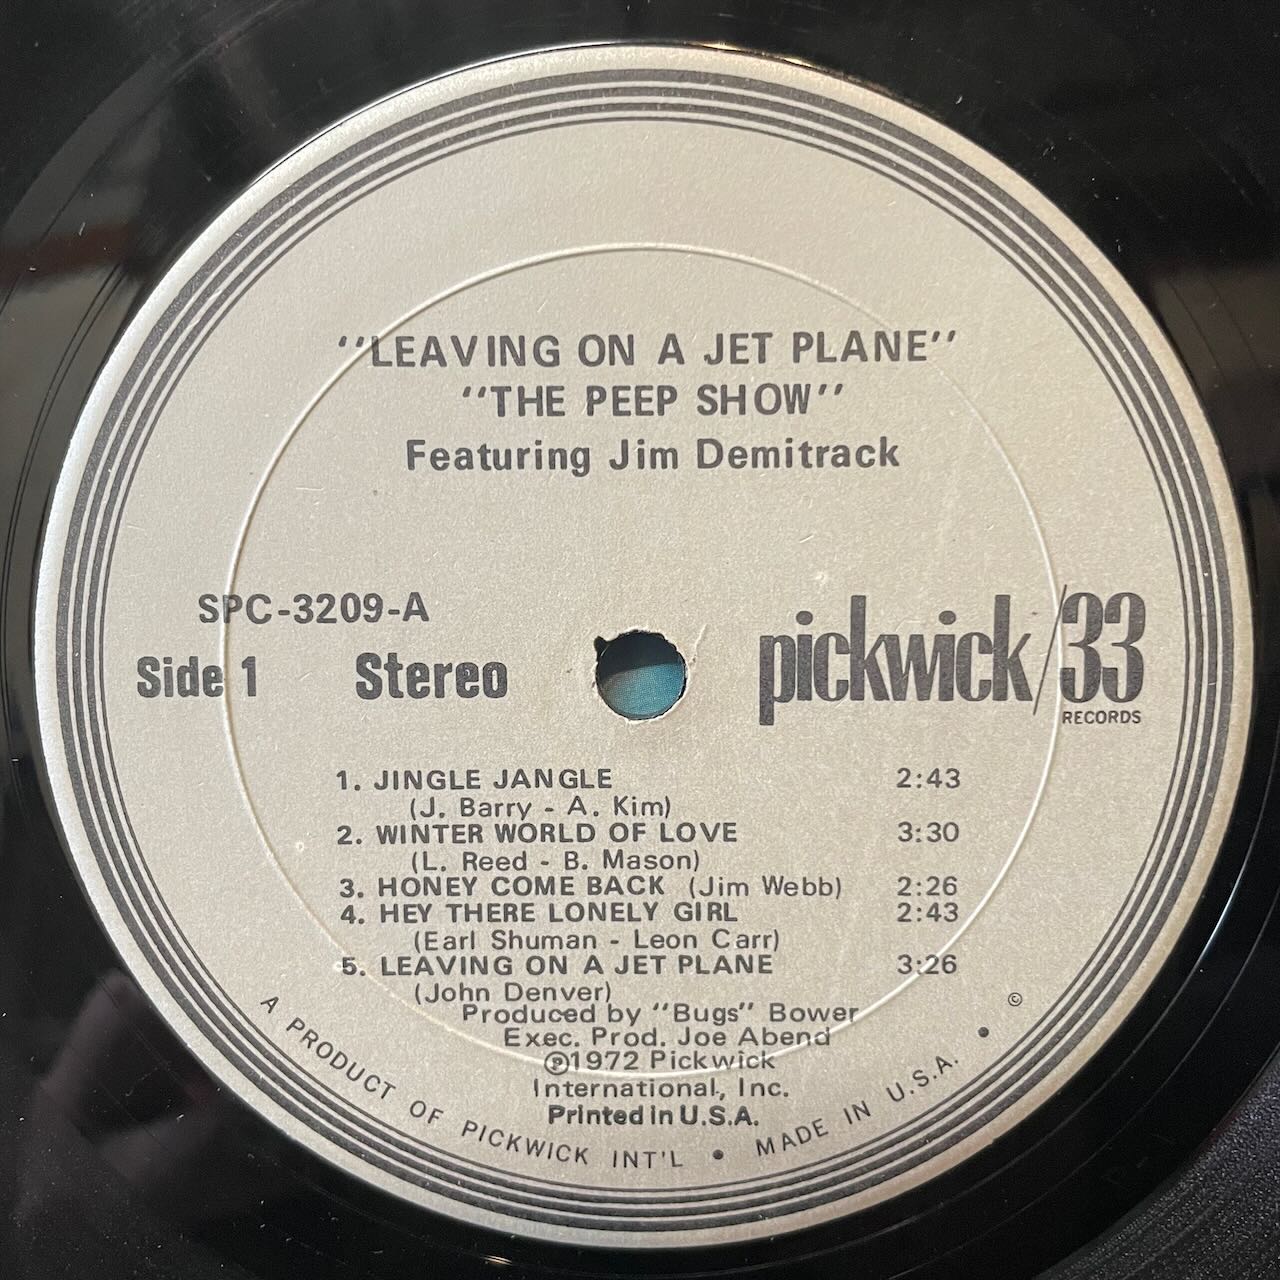 "LEAVING ON A JET PLANE"
"THE PEEP SHOW"
Featuring Jim Demitrack
SPC-3209-A
Side 1 Stereo
pickwick/33
RECORDS
1. JINGLE JANGLE 2:43
(J. Barry - A. Kim)
2. WINTER WORLD OF LOVE 3:30
(L. Reed - B. Mason)
3. HONEY COME BACK (Jim Webb) 2:26
4. HEY THERE LONELY GIRL 2:43
(Earl Shuman - Leon Carr)
5. LEAVING ON A JET PLANE 3:26
(John Denver)
Produced by "Bugs" Bower
Exec. Prod. Joe Abend
℗1972 Pickwick
International, Inc.
Printed in U.S.A.
A PRODUCT OF PICKWICK INT'L • MADE IN U.S.A. • ©